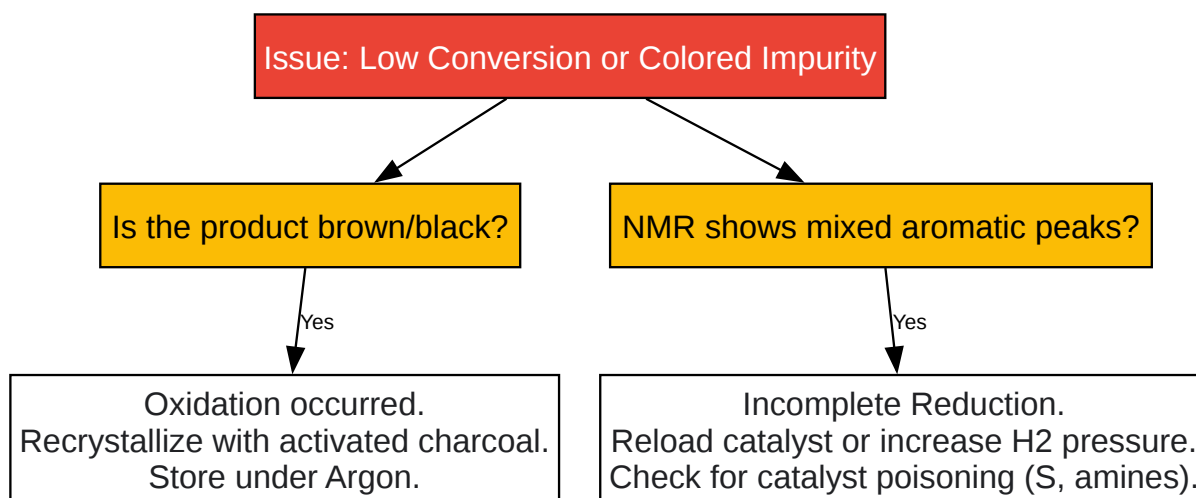 Issue: Low Conversion or Colored Impurity
Is the product brown/black?
NMR shows mixed aromatic peaks?
Yes
Yes
Oxidation occurred.
Recrystallize with activated charcoal.
Store under Argon.
Incomplete Reduction.
Reload catalyst or increase H2 pressure.
Check for catalyst poisoning (S, amines).